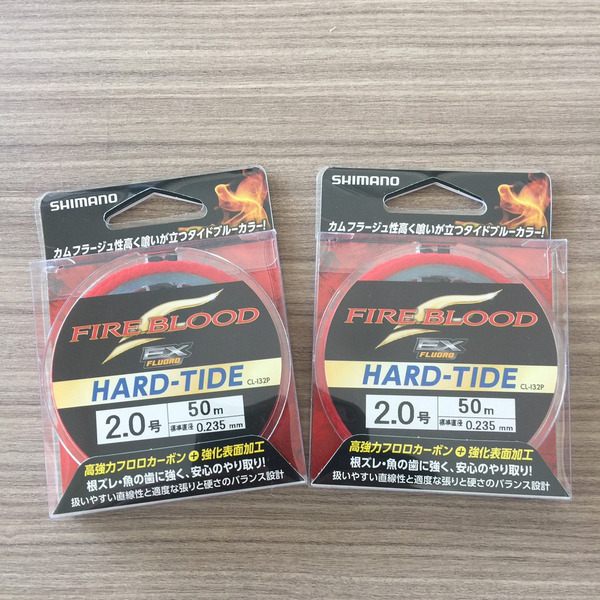 SHIMANO
カムフラージュ性高く喰いが立つタイドブルーカラー!
FIRE BLOOD
EX
FLUORO
HARD-TIDE
CL-I32P
2.0号
50m
標準直径 0.235 mm
高強力フロロカーボン+強化表面加工
根ズレ・魚の歯に強く、安心のやり取り!
扱いやすい直線性と適度な張りと硬さのバランス設計
SHIMANO
カムフラージュ性高く喰いが立つタイドブルーカラー!
FIRE BLOOD
EX
FLUORO
HARD-TIDE
CL-I32P
2.0号
50m
標準直径 0.235 mm
高強力フロロカーボン+強化表面加工
根ズレ・魚の歯に強く、安心のやり取り!
扱いやすい直線性と適度な張りと硬さのバランス設計